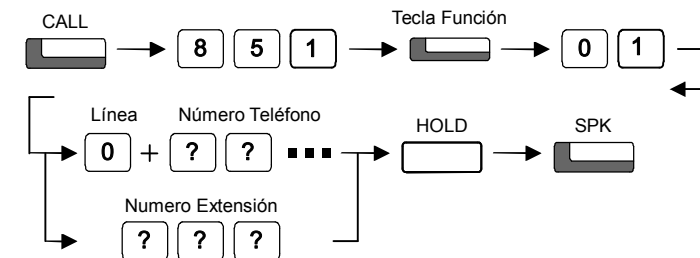 CALL
Tecla Función
8 5 1
0 1
Línea
Número Teléfono
HOLD
SPK
0 + ? ?
Numero Extensión
? ? ?